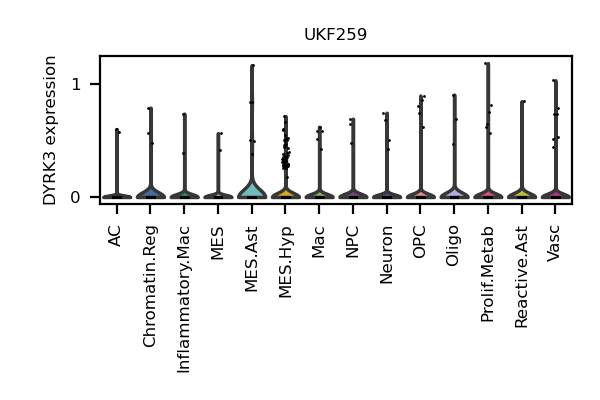 UKF259
DYRK3 expression
1
0
AC
Chromatin.Reg
Inflammatory.Mac
MES
MES.Ast
MES.Hyp
Mac
NPC
Neuron
OPC
Oligo
Prolif.Metab
Reactive.Ast
Vasc